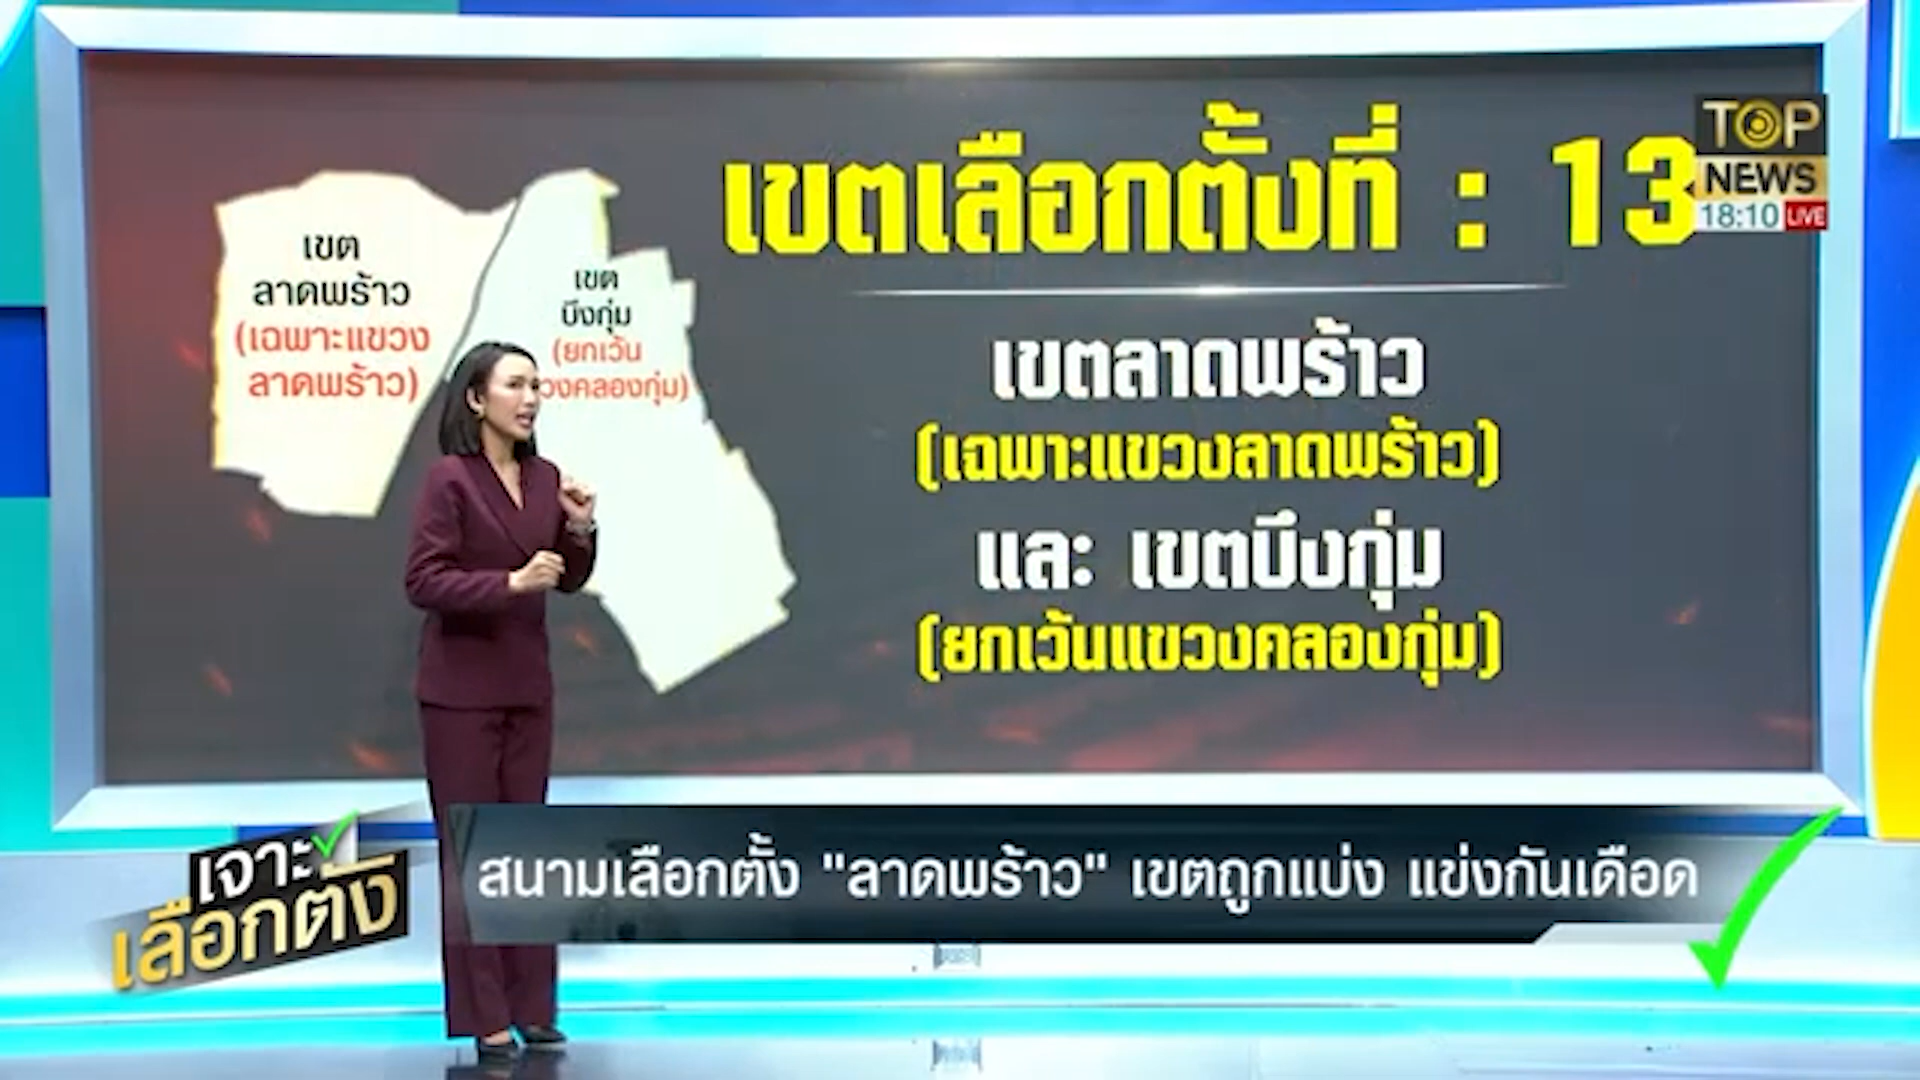 เขตเลือกตั้งที่ : 13
TOP
NEWS
18:10 LIVE
เขต
ลาดพร้าว
(เฉพาะแขวง
ลาดพร้าว)
เขต
บึงกุ่ม
(ยกเว้น
วงคลองกุ่ม)
เขตลาดพร้าว
(เฉพาะแขวงลาดพร้าว)
และ เขตบึงกุ่ม
(ยกเว้นแขวงคลองกุ่ม)
เจาะ
เลือกตั้ง
สนามเลือกตั้ง "ลาดพร้าว" เขตถูกแบ่ง แข่งกันเดือด